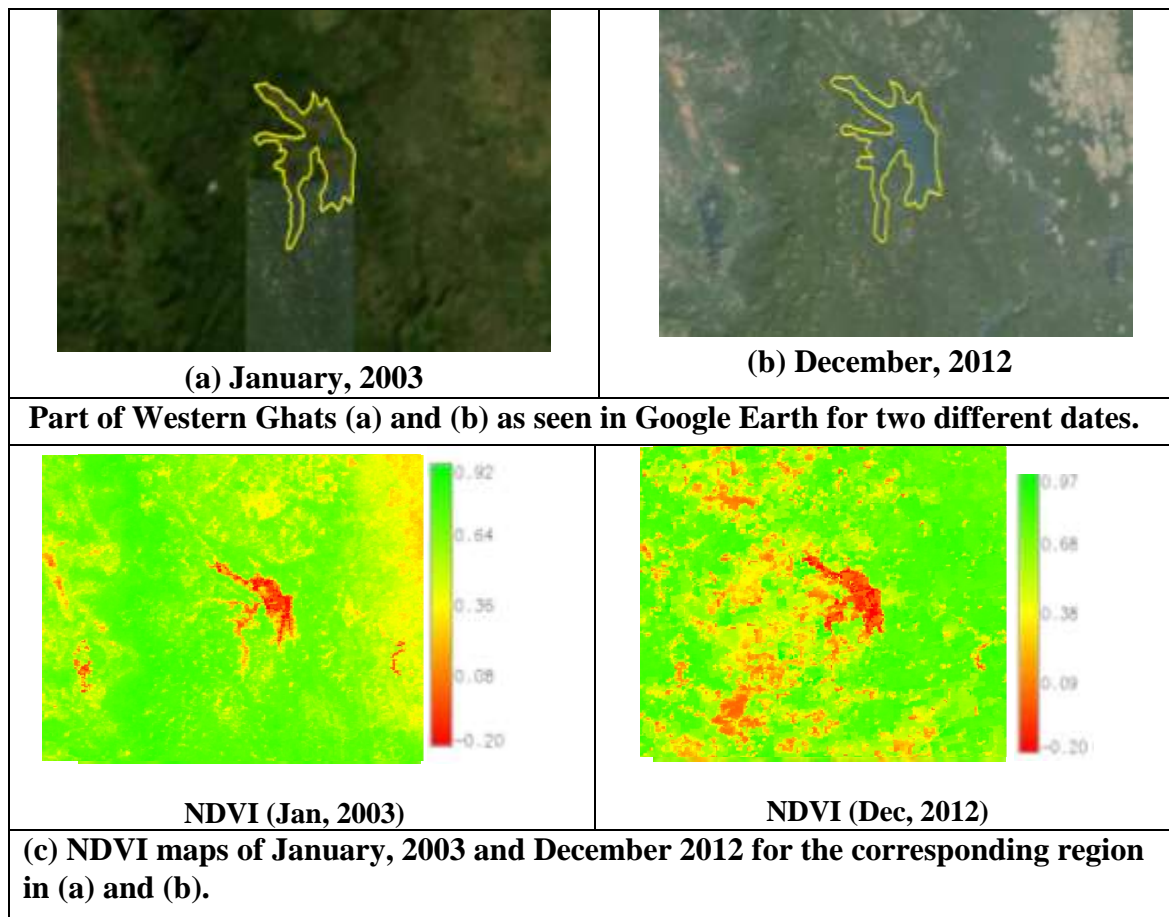 (a) January, 2003
(b) December, 2012
Part of Western Ghats (a) and (b) as seen in Google Earth for two different dates.
0.92
0.64
0.36
0.08
-0.20
NDVI (Jan, 2003)
0.97
0.68
0.38
0.09
-0.20
NDVI (Dec, 2012)
(c) NDVI maps of January, 2003 and December 2012 for the corresponding region
in (a) and (b).